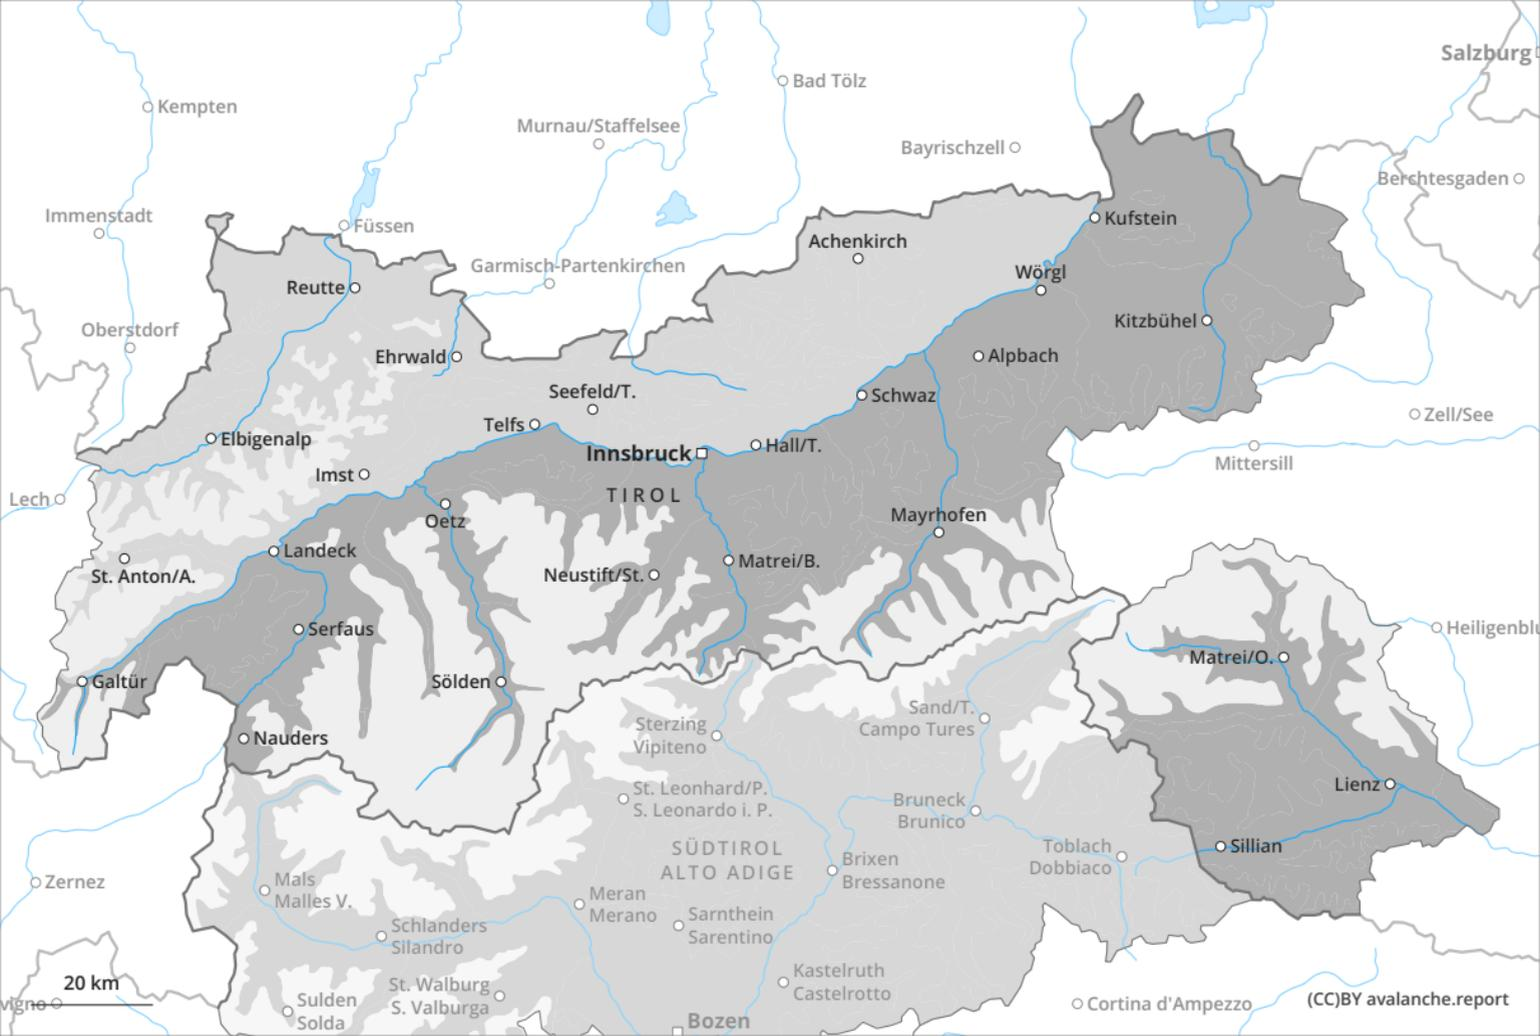 Salzburg
Bad Tölz
Kempten
Murnau/Staffelsee
Bayrischzell
Berchtesgaden
Immenstadt
Füssen
Kufstein
Achenkirch
Garmisch-Partenkirchen
Wörgl
Reutte
Kitzbühel
Oberstdorf
Ehrwald
Alpbach
Seefeld/T.
Schwaz
Zell/See
Telfs
Elbigenalp
Innsbruck
Hall/T.
Mittersill
Imst
Lech
TIROL
Oetz
Mayrhofen
Landeck
Matrei/B.
St. Anton/A.
Neustift/St.
Serfaus
Heiligenblu
Matrei/O.
Galtür
Sölden
Sand/T.
Campo Tures
Sterzing
Vipiteno
Nauders
Lienz
St. Leonhard/P.
S. Leonardo i. P.
Bruneck
Brunico
SÜDTIROL
ALTO ADIGE
Toblach
Dobbiaco
Sillian
Brixen
Bressanone
Zernez
Mals
Malles V.
Meran
Merano
Sarnthein
Sarentino
Schlanders
Silandro
Kastelruth
Castelrotto
St. Walburg
S. Valburga
20 km
vigno
Sulden
Solda
Cortina d'Ampezzo
(CC)BY avalanche.report
Bozen